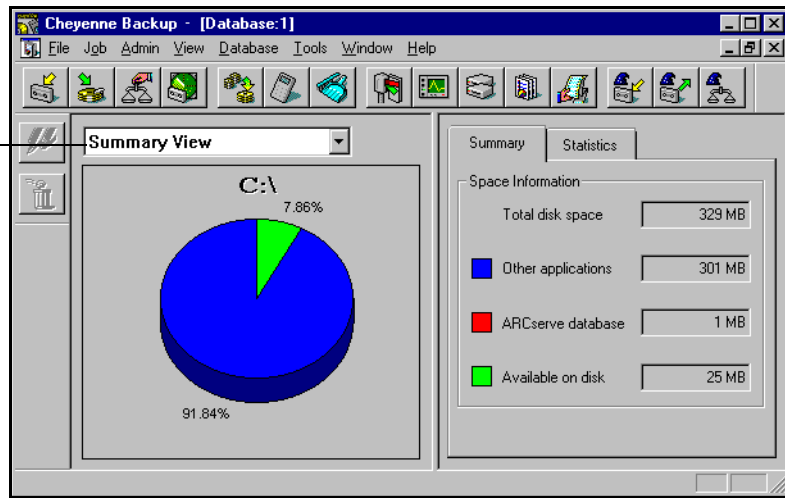 Cheyenne Backup - [Database:1]
File Job Admin View Database Tools Window Help
Summary View
C:\
7.86%
91.84%
Summary Statistics
Space Information
Total disk space 329 MB
Other applications 301 MB
ARCserve database 1 MB
Available on disk 25 MB